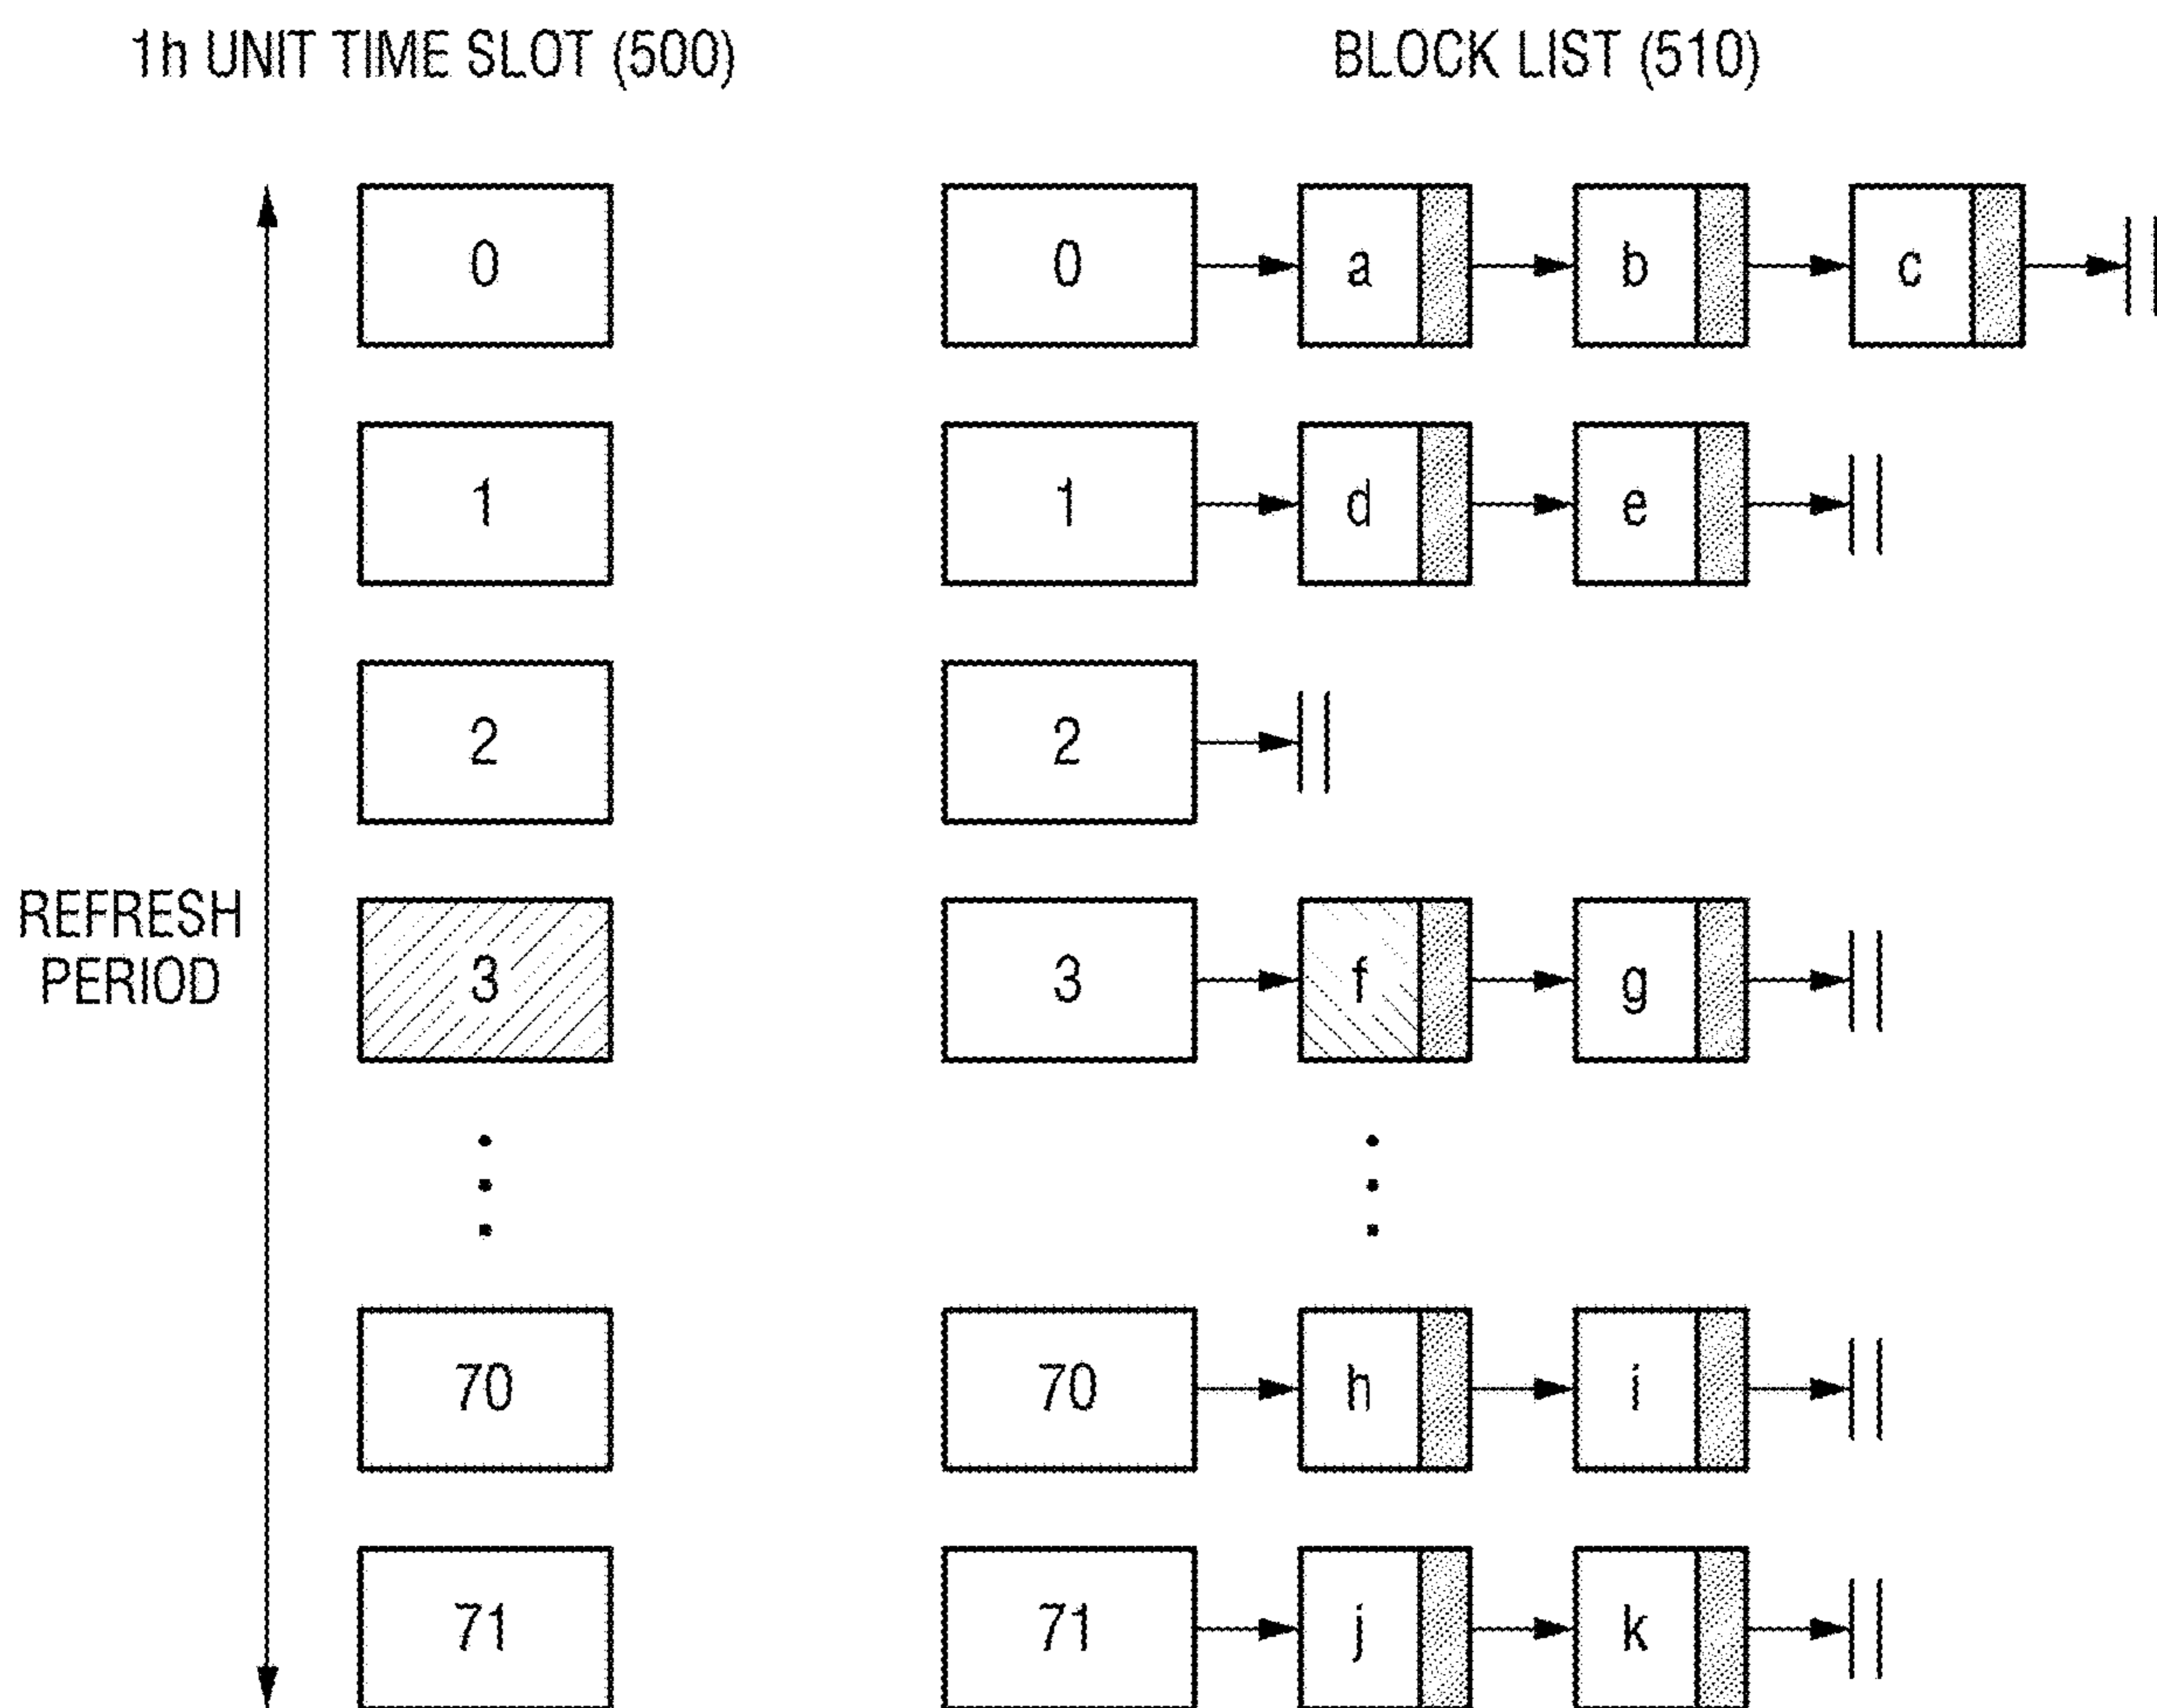 1h UNIT TIME SLOT (500) BLOCK LIST (510)
0 0 a b c
1 1 d e
2 2
REFRESH
PERIOD
3 3 f g
70 70 h i
71 71 j k